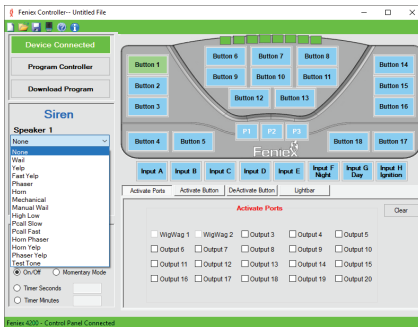 Feniex Controller-- Untitled File
Device Connected
Program Controller
Download Program
Siren
Speaker 1
None
None
Wail
Yelp
Fast Yelp
Phaser
Horn
Mechanical
Manual Wail
High Low
Pcall Slow
Pcall Fast
Horn Phaser
Horn Yelp
Phaser Yelp
Test Tone
On/Off Momentary Mode
Timer Seconds
Timer Minutes
Button 1
Button 2
Button 3
Button 4 Button 5
Button 6 Button 7 Button 8
Button 9 Button 10 Button 11
Button 12 Button 13
P1 P2 P3
Feniex
Button 14
Button 15
Button 16
Button 18 Button 17
Input A Input B Input C Input D Input E Input F Night Input G Day Input H Ignition
Activate Ports Activate Button DeActivate Button Lightbar
Activate Ports
Clear
WigWag 1 WigWag 2 Output 3 Output 4 Output 5
Output 6 Output 7 Output 8 Output 9 Output 10
Output 11 Output 12 Output 13 Output 14 Output 15
Output 16 Output 17 Output 18 Output 19 Output 20
Feniex 4200 - Control Panel Connected